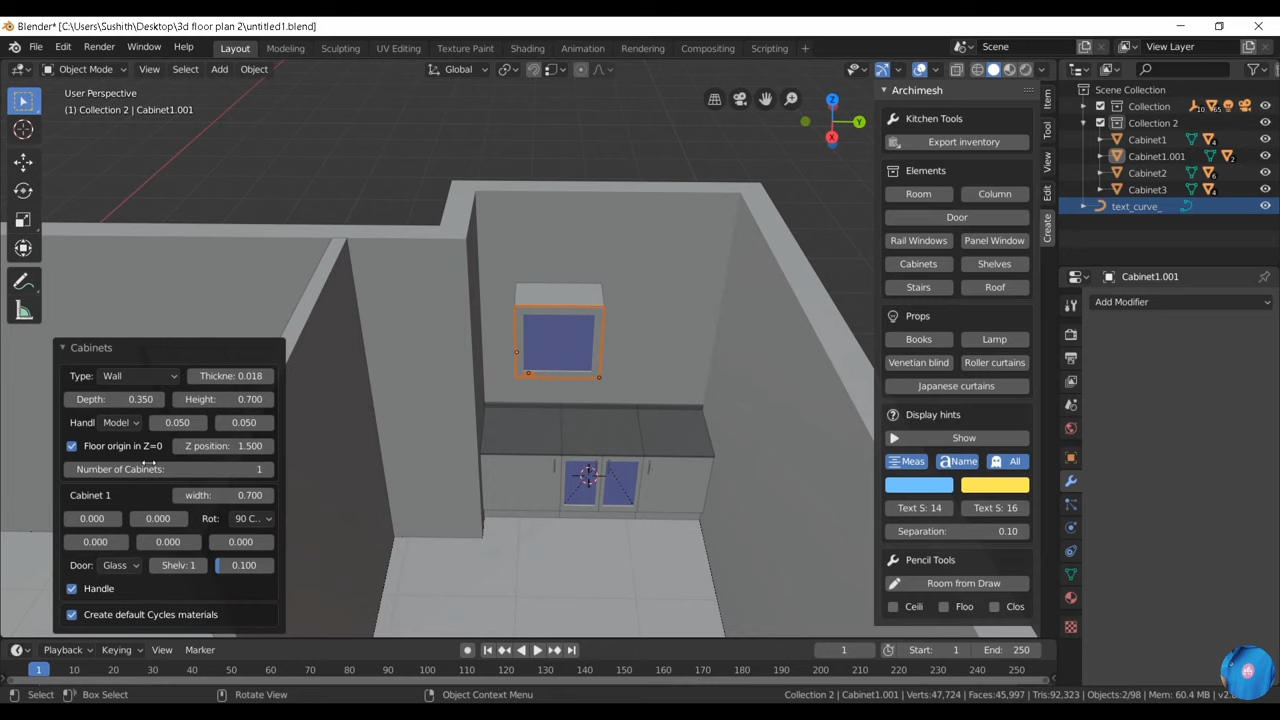 Blender* [C:\Users\Sushith\Desktop\3d floor plan 2\untitled1.blend]
File Edit Render Window Help Layout Modeling Sculpting UV Editing Texture Paint Shading Animation Rendering Compositing Scripting + Scene View Layer
Object Mode View Select Add Object Global
User Perspective
(1) Collection 2 | Cabinet1.001
Z
Y
X
Archimesh
Kitchen Tools
Export inventory
Elements
Room Column
Door
Rail Windows Panel Window
Cabinets Shelves
Stairs Roof
Props
Books Lamp
Venetian blind Roller curtains
Japanese curtains
Display hints
Show
Meas Name All
Text S: 14 Text S: 16
Separation: 0.10
Pencil Tools
Room from Draw
Ceili Floo Clos
Item
Tool
View
Edit
Create
Scene Collection
Collection 10 65
Collection 2
Cabinet1 4
Cabinet1.001 2
Cabinet2 6
Cabinet3 4
text_curve_
Cabinet1.001
Add Modifier
Cabinets
Type: Wall Thickne: 0.018
Depth: 0.350 Height: 0.700
Handl Model 0.050 0.050
Floor origin in Z=0 Z position: 1.500
Number of Cabinets: 1
Cabinet 1 width: 0.700
0.000 0.000 Rot: 90 C..
0.000 0.000 0.000
Door: Glass Shelv: 1 0.100
Handle
Create default Cycles materials
Playback Keying View Marker 1 Start: 1 End: 250
1 10 20 30 40 50 60 70 80 90 100 110 120 130 140 150 160 170 180 190 200 210 220 230 240 250
Select Box Select Rotate View Object Context Menu Collection 2 | Cabinet1.001 | Verts:47,724 | Faces:45,997 | Tris:92,323 | Objects:2/98 | Mem: 60.4 MB